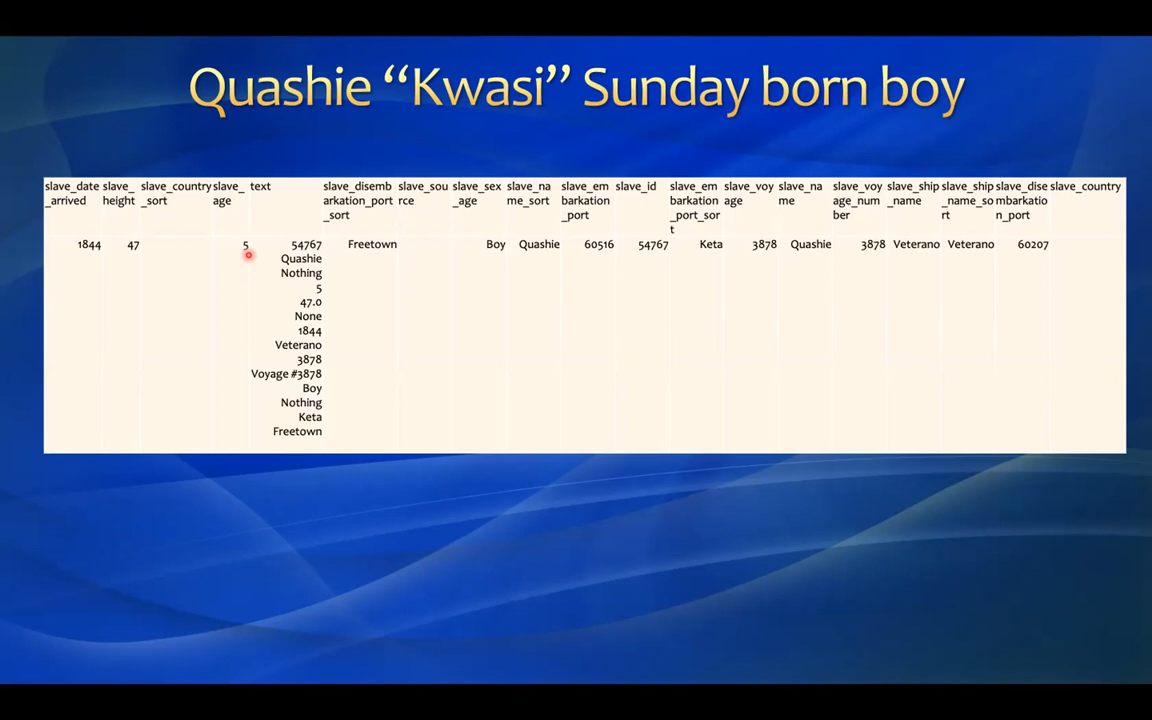 Quashie “Kwasi” Sunday born boy
slave_date slave_ slave_country slave_ text slave_disemb slave_sou slave_sex slave_na slave_em slave_id slave_em slave_voy slave_na slave_voy slave_ship slave_ship slave_dise slave_country
_arrived height _sort age arkation_port rce _age me_sort barkation barkation age me age_num _name _name_so mbarkatio
_sort _port _port_sor ber rt n_port
t
1844 47 5 54767 Freetown Boy Quashie 60516 54767 Keta 3878 Quashie 3878 Veterano Veterano 60207
Quashie
Nothing
5
47.0
None
1844
Veterano
3878
Voyage #3878
Boy
Nothing
Keta
Freetown